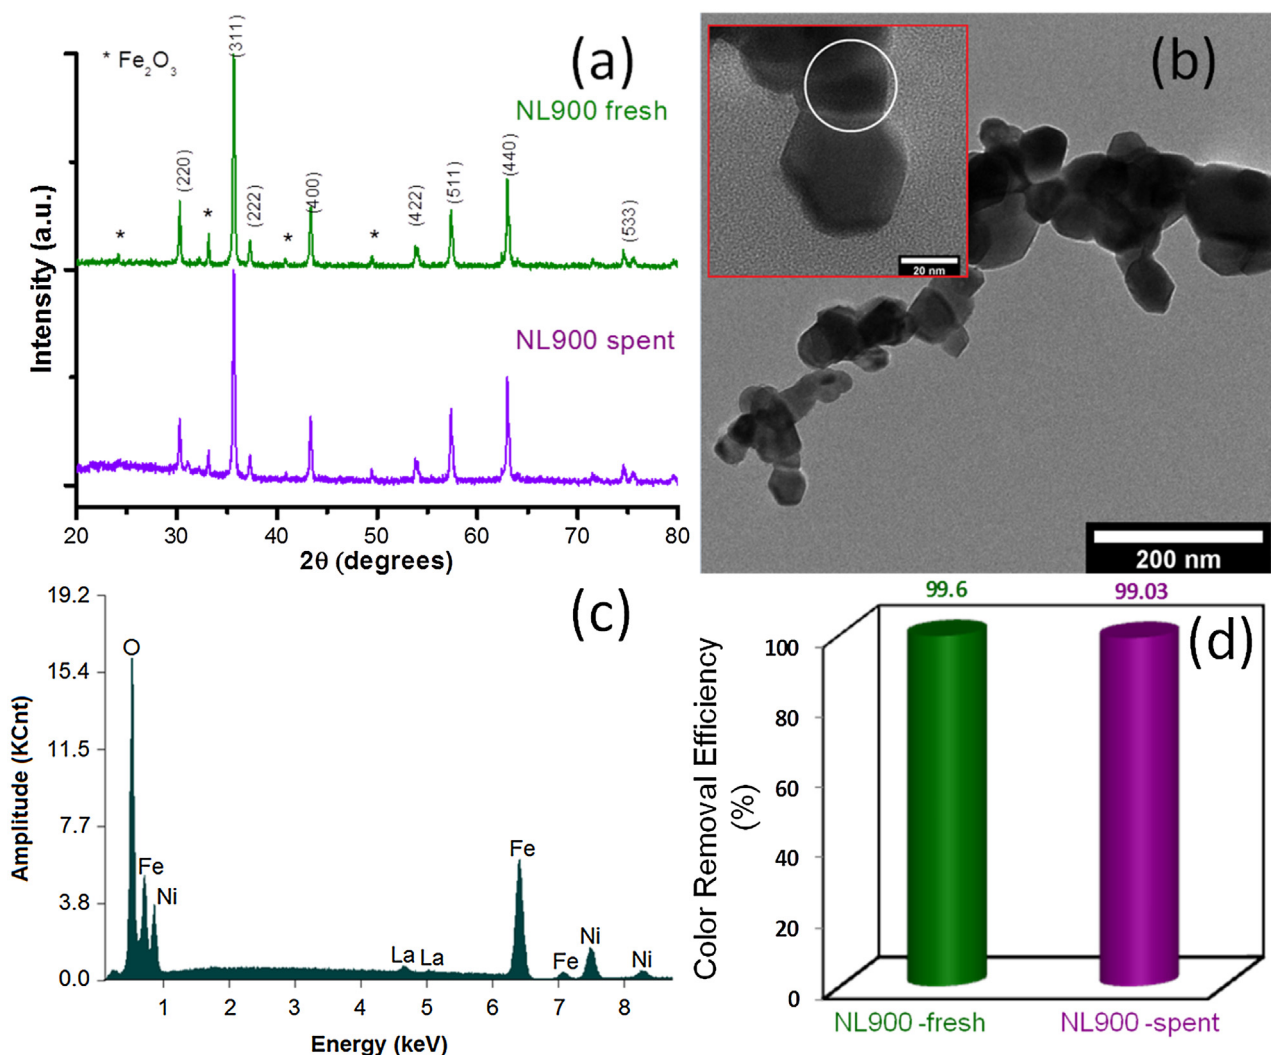 (a)
* Fe2O3
(311)
NL900 fresh
(220)
(222)
(400)
(422)
(511)
(440)
(533)
*
*
*
*
NL900 spent
Intensity (a.u.)
20
30
40
50
60
70
80
2θ (degrees)
(b)
20 nm
200 nm
(c)
19.2
15.4
11.5
7.7
3.8
0.0
Amplitude (KCnt)
O
Fe
Ni
La
La
Fe
Fe
Ni
Ni
1
2
3
4
5
6
7
8
Energy (keV)
99.6
99.03
(d)
Color Removal Efficiency
(%)
100
80
60
40
20
0
NL900 -fresh
NL900 -spent